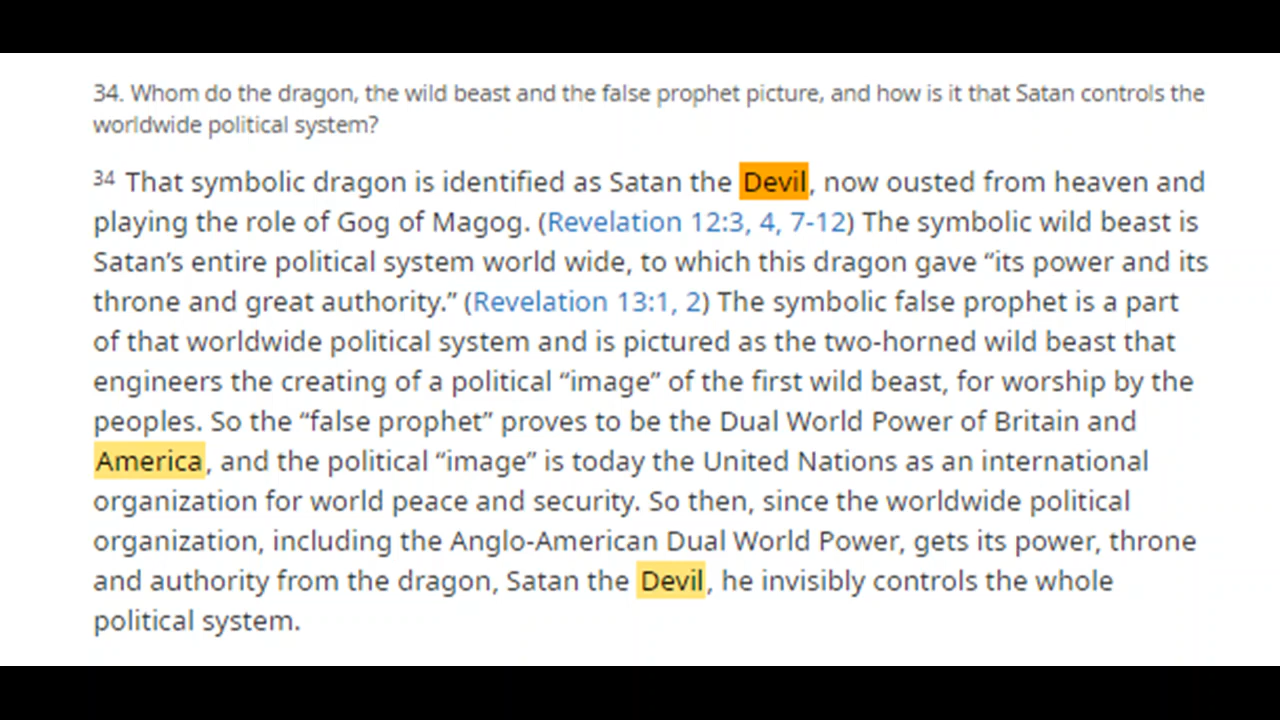 34. Whom do the dragon, the wild beast and the false prophet picture, and how is it that Satan controls the
worldwide political system?
34 That symbolic dragon is identified as Satan the Devil, now ousted from heaven and
playing the role of Gog of Magog. (Revelation 12:3, 4, 7-12) The symbolic wild beast is
Satan’s entire political system world wide, to which this dragon gave “its power and its
throne and great authority.” (Revelation 13:1, 2) The symbolic false prophet is a part
of that worldwide political system and is pictured as the two-horned wild beast that
engineers the creating of a political “image” of the first wild beast, for worship by the
peoples. So the “false prophet” proves to be the Dual World Power of Britain and
America, and the political “image” is today the United Nations as an international
organization for world peace and security. So then, since the worldwide political
organization, including the Anglo-American Dual World Power, gets its power, throne
and authority from the dragon, Satan the Devil, he invisibly controls the whole
political system.